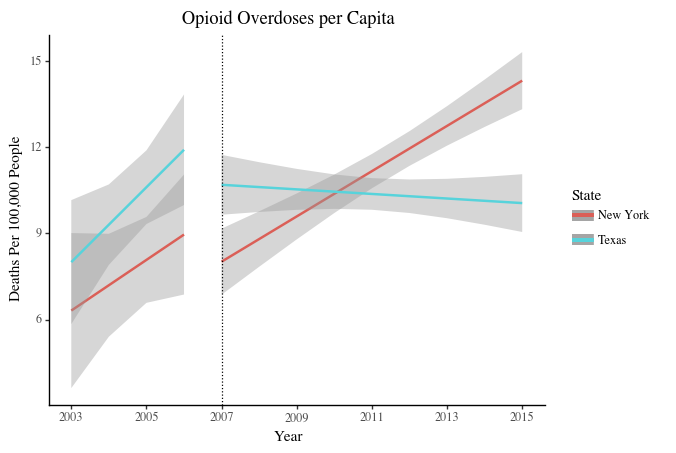 Opioid Overdoses per Capita
Deaths Per 100,000 People
15
12
9
6
2003 2005 2007 2009 2011 2013 2015
Year
State
New York
Texas